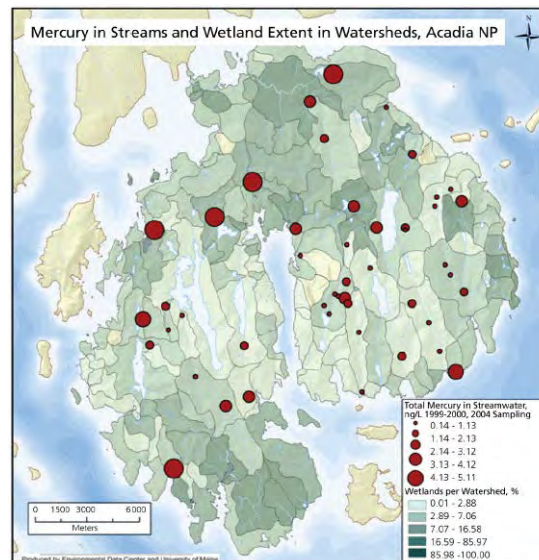 Mercury in Streams and Wetland Extent in Watersheds, Acadia NP
N
Total Mercury in Streamwater,
ng/L 1999-2000, 2004 Sampling
0.14 - 1.13
1.14 - 2.13
2.14 - 3.12
3.13 - 4.12
4.13 - 5.11
Wetlands per Watershed, %
0.01 - 2.88
2.89 - 7.06
7.07 - 16.58
16.59 - 85.97
85.98 -100.00
0 1500 3000 6000
Meters
Produced by Environmental Data Center and University of Maine